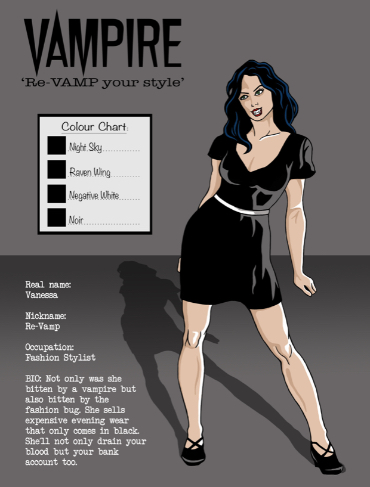 VAMPIRE
'Re-VAMP your style'
Colour Chart
Night Sky
Raven Wing
Negative White
Noir
Real name:
Vanessa
Nickname:
Re-Vamp
Occupation:
Fashion Stylist
BIO: Not only was she
bitten by a vampire but
also bitten by the
fashion bug. She sells
expensive evening wear
that only comes in black.
She'll not only drain your
blood but your bank
account too.